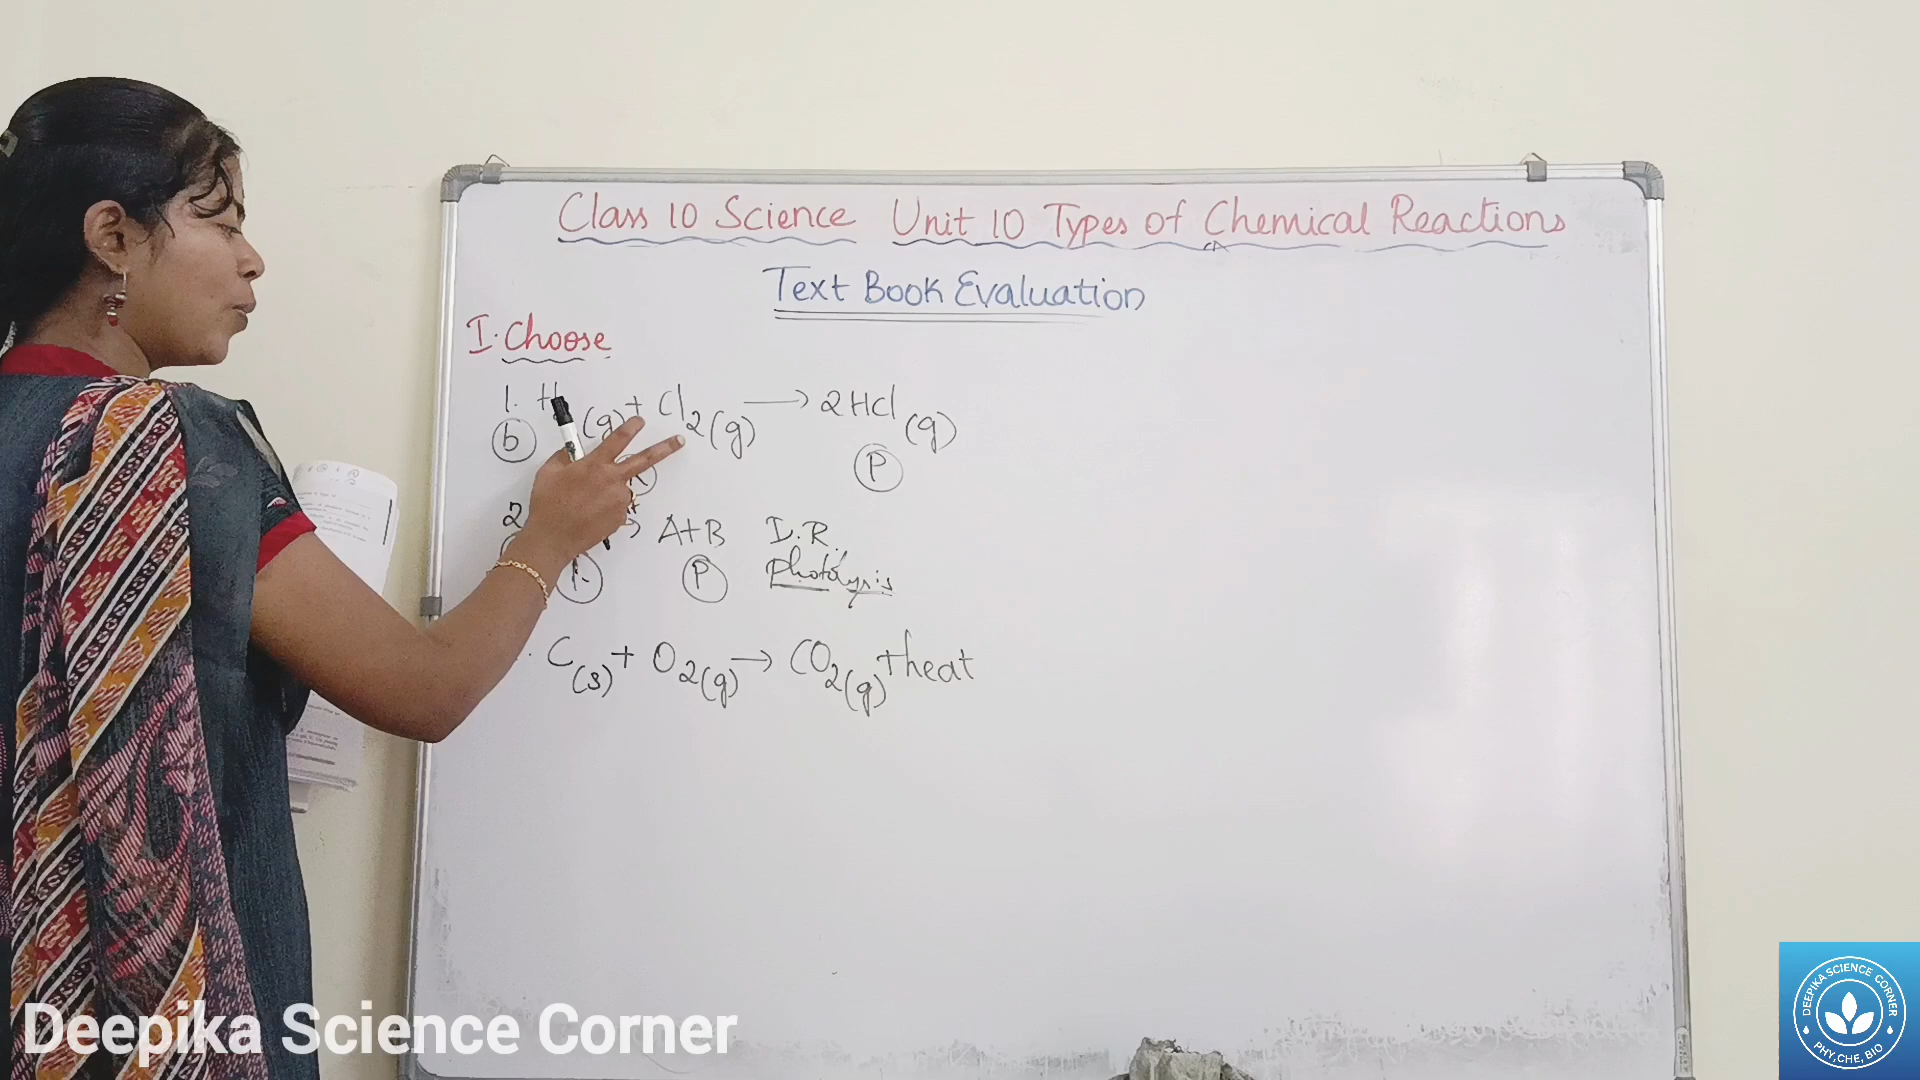 Class 10 Science Unit 10 Types of Chemical Reactions
Text Book Evaluation
I. Choose
1. H (g) + Cl2(g) → 2HCl(g)
b P
2 → A+B D.R.
P Photolysis
C(s) + O2(g) → CO2(g) + heat
Deepika Science Corner
DEEPIKA SCIENCE CORNER
PHY, CHE, BIO